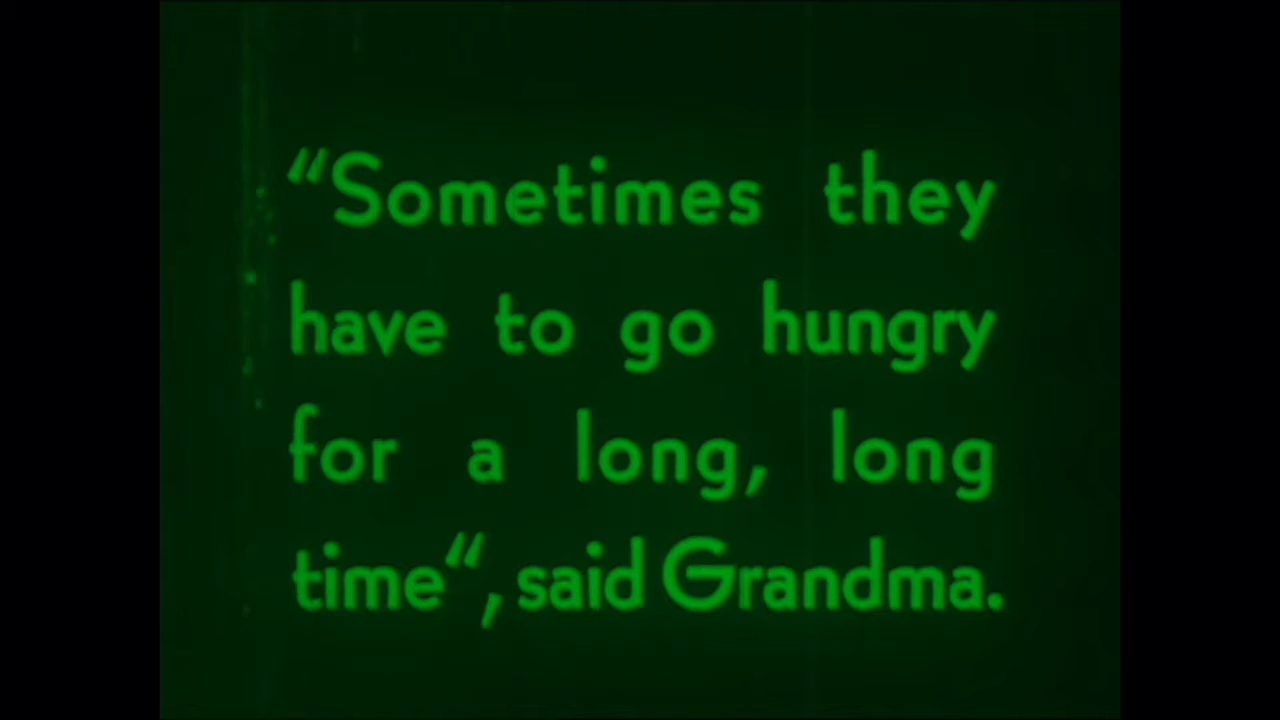 “Sometimes they
have to go hungry
for a long, long
time“, said Grandma.